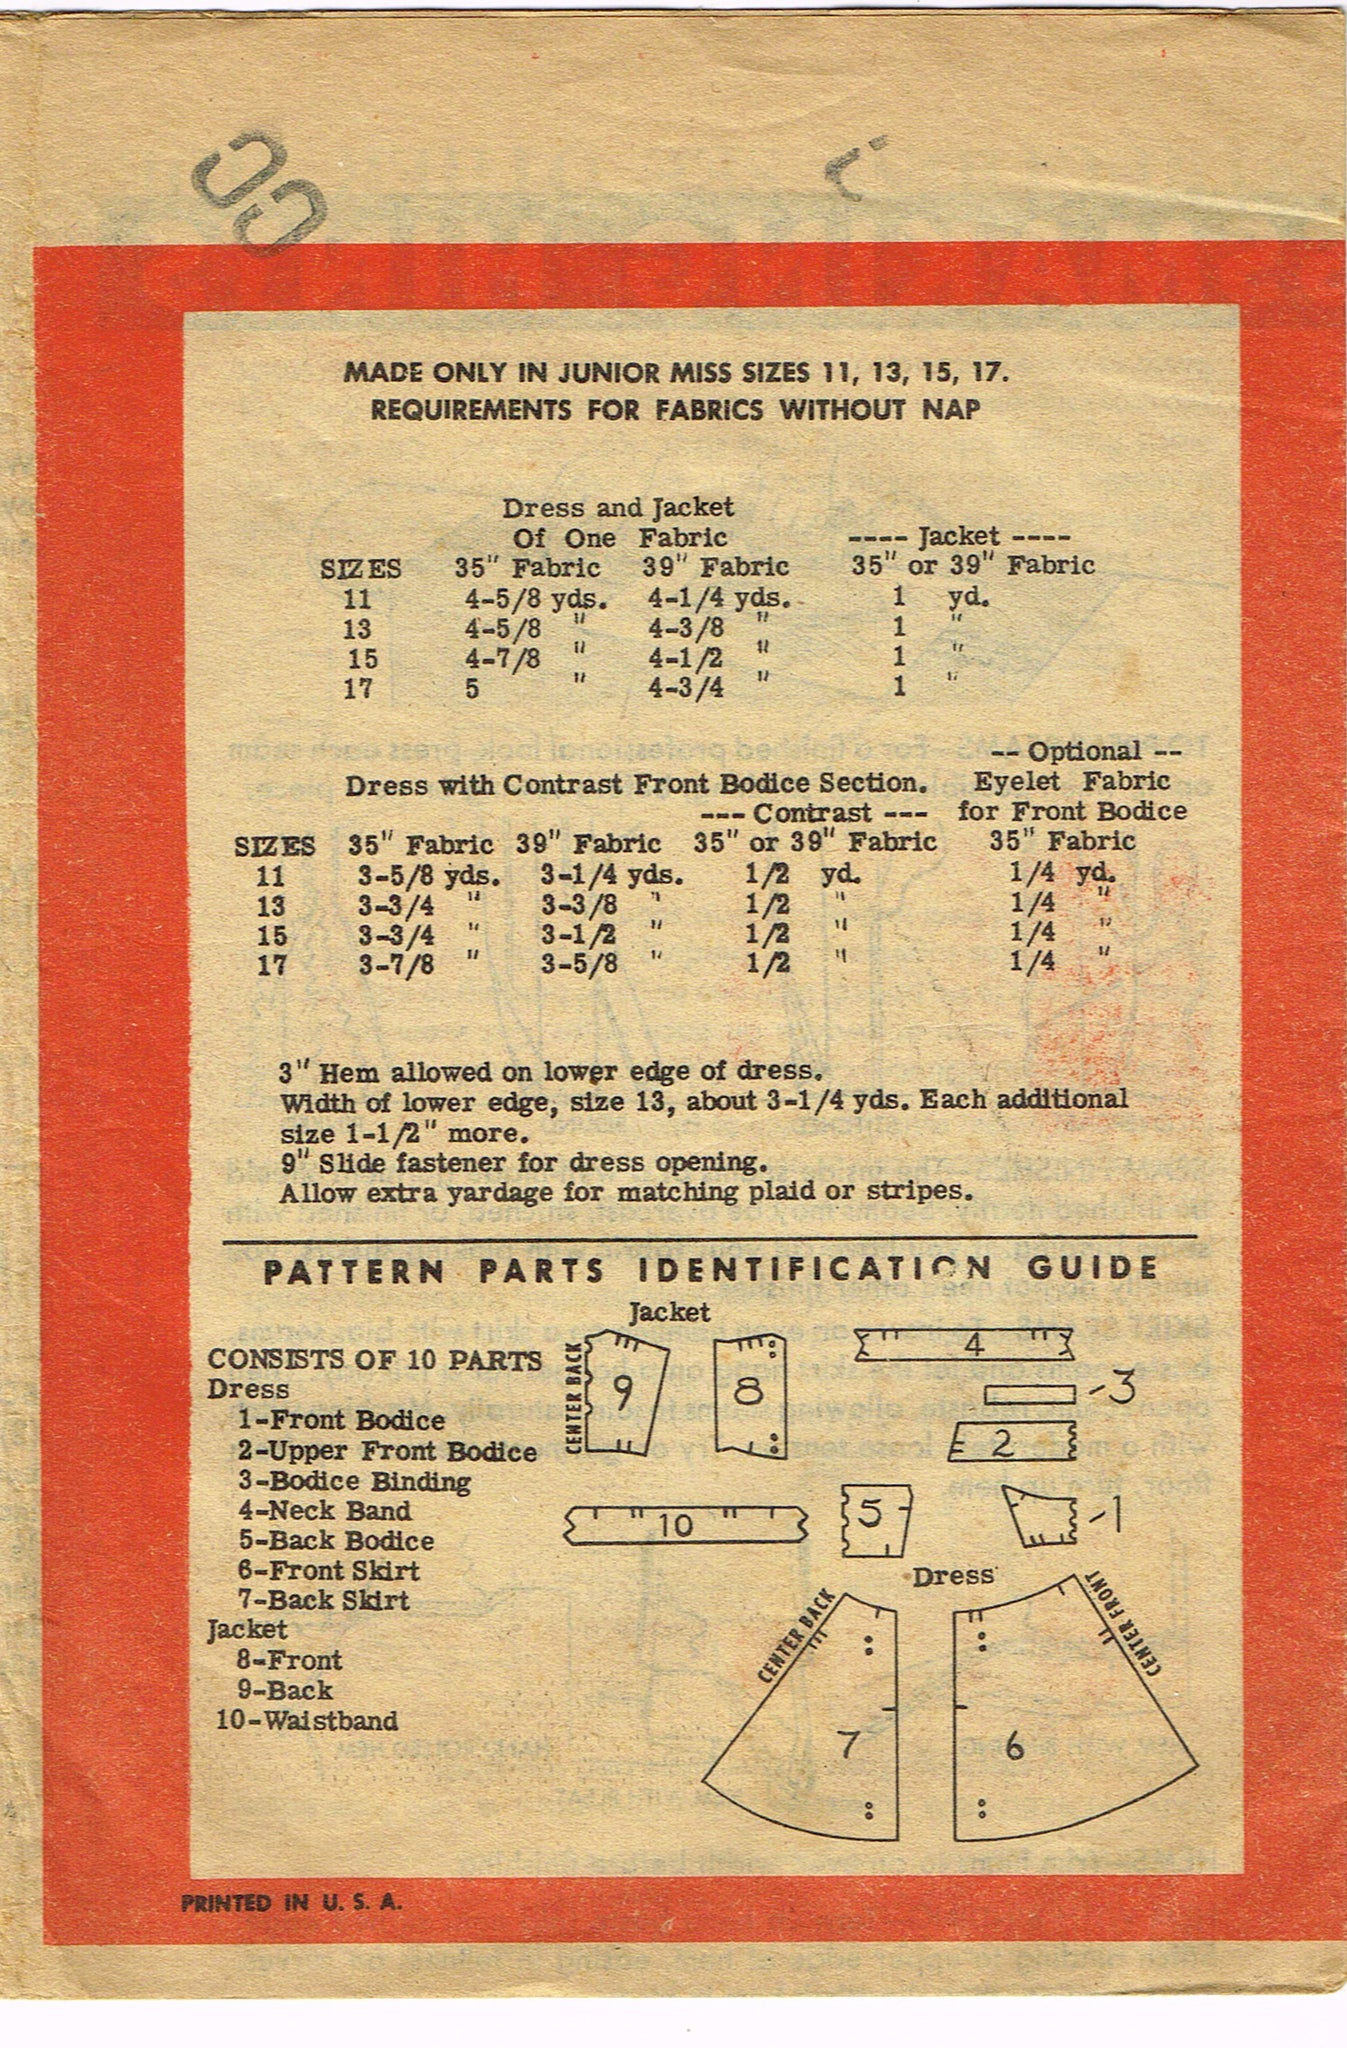 MADE ONLY IN JUNIOR MISS SIZES 11, 13, 15, 17.
REQUIREMENTS FOR FABRICS WITHOUT NAP
Dress and Jacket
Of One Fabric ---- Jacket ----
SIZES 35" Fabric 39" Fabric 35" or 39" Fabric
11 4-5/8 yds. 4-1/4 yds. 1 yd.
13 4-5/8 " 4-3/8 " 1 "
15 4-7/8 " 4-1/2 " 1 "
17 5 " 4-3/4 " 1 "
-- Optional --
Dress with Contrast Front Bodice Section. Eyelet Fabric
--- Contrast --- for Front Bodice
SIZES 35" Fabric 39" Fabric 35" or 39" Fabric 35" Fabric
11 3-5/8 yds. 3-1/4 yds. 1/2 yd. 1/4 yd.
13 3-3/4 " 3-3/8 " 1/2 " 1/4 "
15 3-3/4 " 3-1/2 " 1/2 " 1/4 "
17 3-7/8 " 3-5/8 " 1/2 " 1/4 "
3" Hem allowed on lower edge of dress.
Width of lower edge, size 13, about 3-1/4 yds. Each additional
size 1-1/2" more.
9" Slide fastener for dress opening.
Allow extra yardage for matching plaid or stripes.
PATTERN PARTS IDENTIFICATION GUIDE
CONSISTS OF 10 PARTS
Dress
1-Front Bodice
2-Upper Front Bodice
3-Bodice Binding
4-Neck Band
5-Back Bodice
6-Front Skirt
7-Back Skirt
Jacket
8-Front
9-Back
10-Waistband
Jacket
CENTER BACK
9
8
4
-3
2
10
5
-1
Dress
CENTER BACK
CENTER FRONT
7
6
PRINTED IN U. S. A.